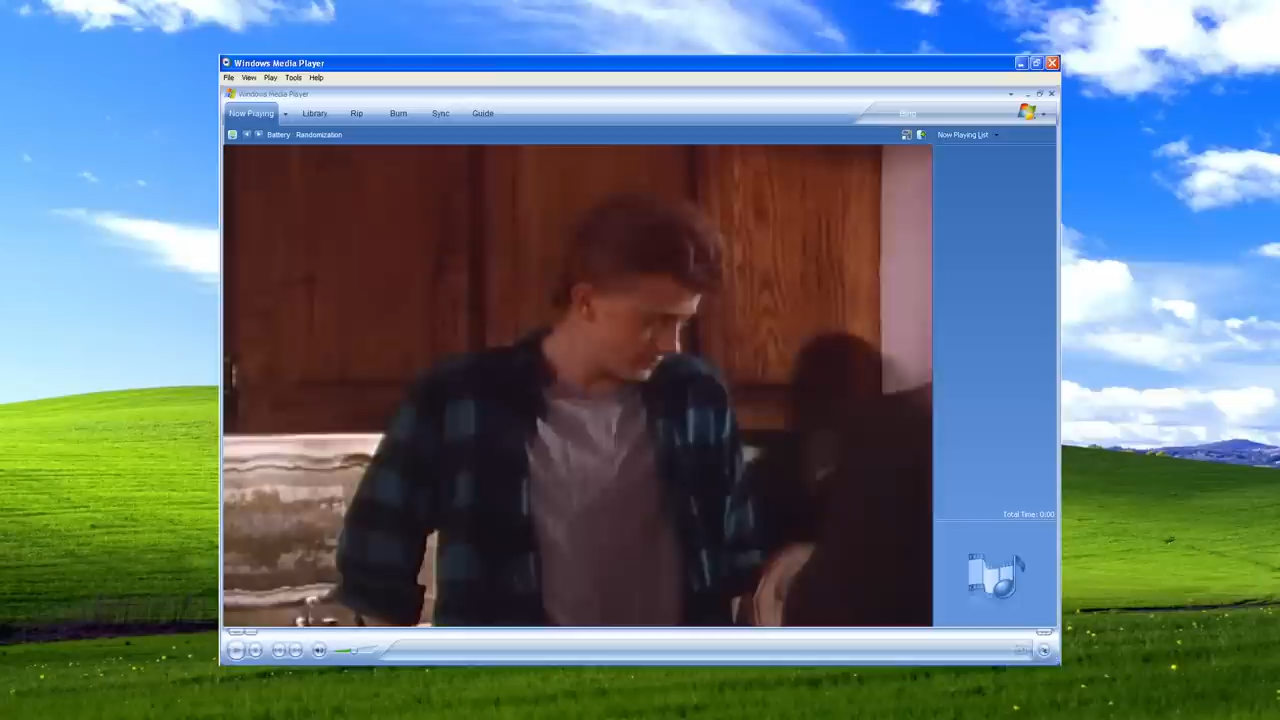 Windows Media Player
File View Play Tools Help
Windows Media Player
Now Playing Library Rip Burn Sync Guide
Battery Randomization
Now Playing List
Total Time: 0:00